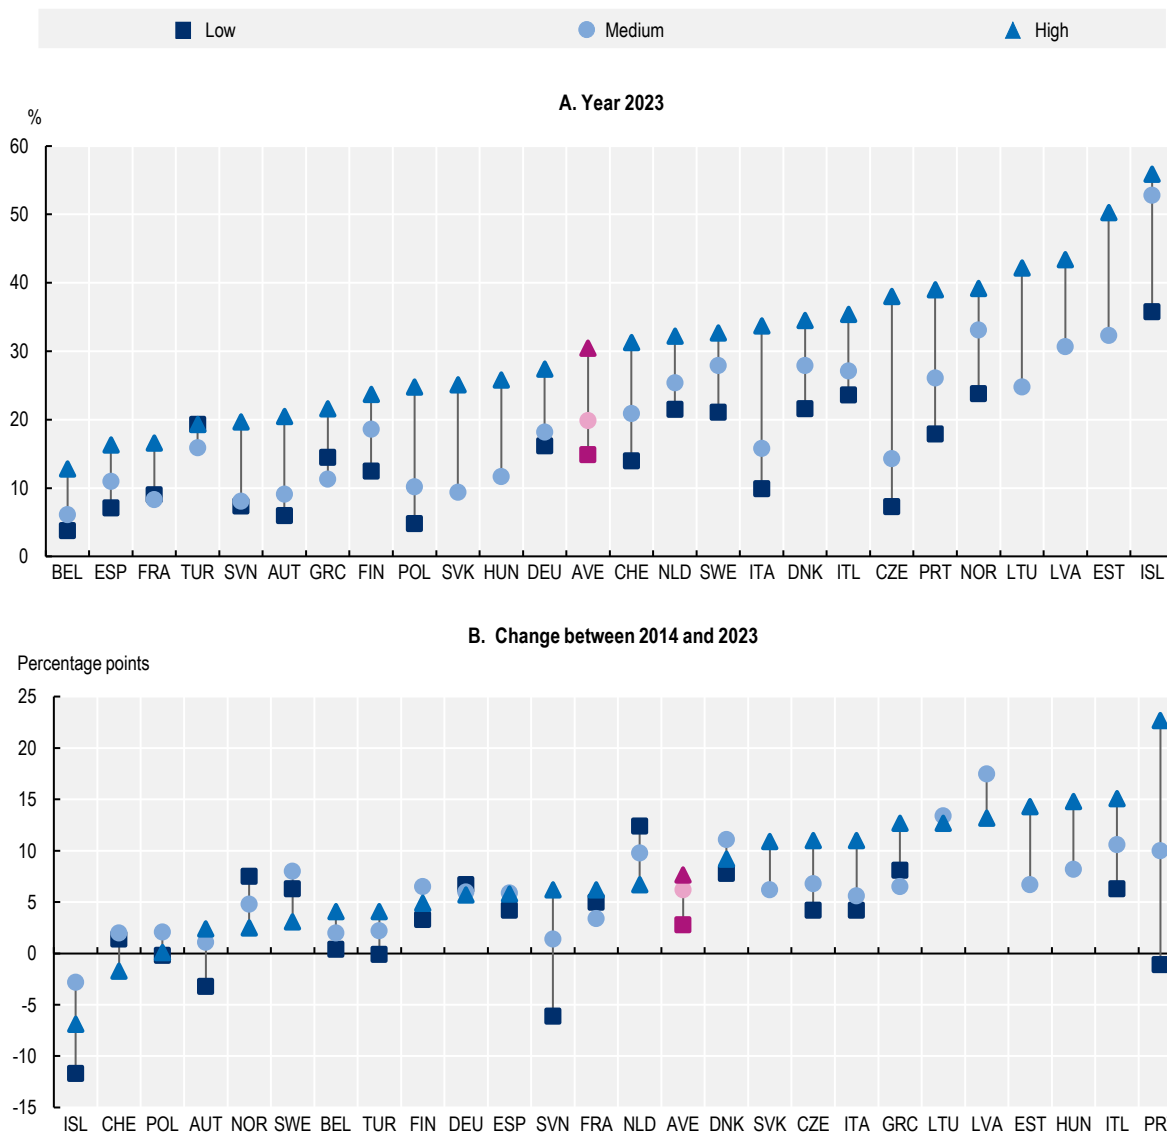 Low Medium High
A. Year 2023
%
60
50
40
30
20
10
0
BEL ESP FRA TUR SVN AUT GRC FIN POL SVK HUN DEU AVE CHE NLD SWE ITA DNK ITL CZE PRT NOR LTU LVA EST ISL
B. Change between 2014 and 2023
Percentage points
25
20
15
10
5
0
-5
-10
-15
ISL CHE POL AUT NOR SWE BEL TUR FIN DEU ESP SVN FRA NLD AVE DNK SVK CZE ITA GRC LTU LVA EST HUN ITL PR